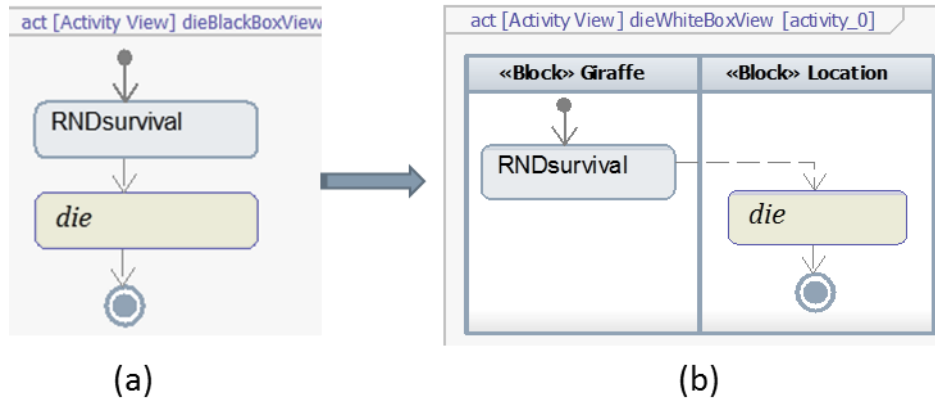 act [Activity View] dieBlackBoxView
RNDsurvival
die
(a)
act [Activity View] dieWhiteBoxView [activity_0]
«Block» Giraffe
«Block» Location
RNDsurvival
die
(b)